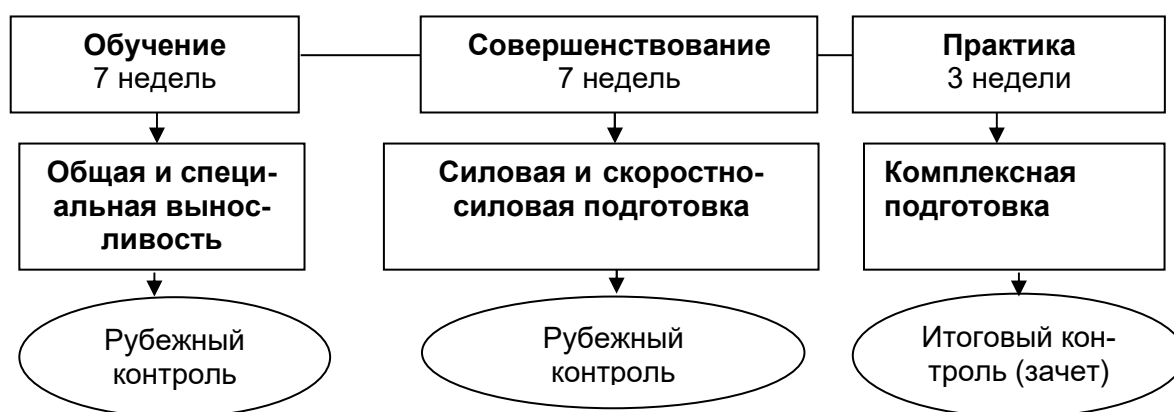 Обучение
7 недель
Совершенствование
7 недель
Практика
3 недели
Общая и специ-
альная вынос-
ливость
Силовая и скоростно-
силовая подготовка
Комплексная
подготовка
Рубежный
контроль
Рубежный
контроль
Итоговый кон-
троль (зачет)